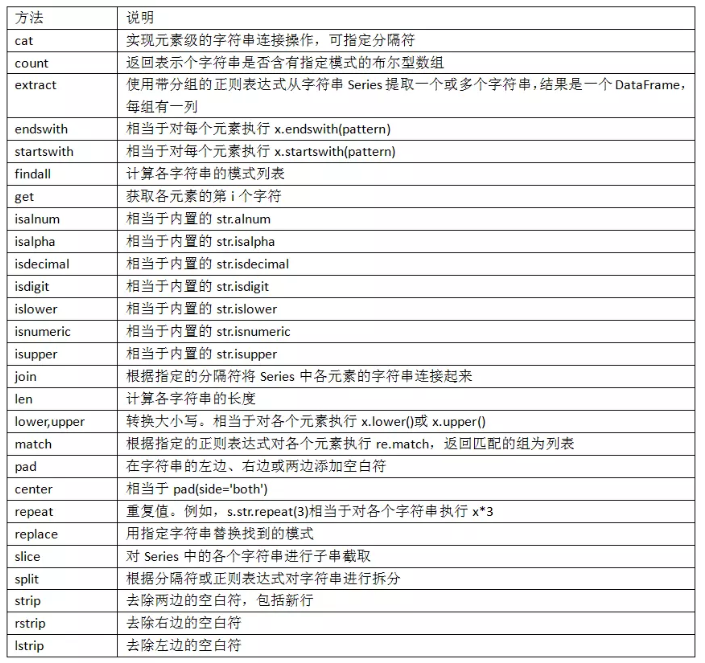 方法 说明
cat 实现元素级的字符串连接操作，可指定分隔符
count 返回表示个字符串是否含有指定模式的布尔型数组
extract 使用带分组的正则表达式从字符串 Series 提取一个或多个字符串，结果是一个 DataFrame，
每组有一列
endswith 相当于对每个元素执行 x.endswith(pattern)
startswith 相当于对每个元素执行 x.startswith(pattern)
findall 计算各字符串的模式列表
get 获取各元素的第 i 个字符
isalnum 相当于内置的 str.alnum
isalpha 相当于内置的 str.isalpha
isdecimal 相当于内置的 str.isdecimal
isdigit 相当于内置的 str.isdigit
islower 相当于内置的 str.islower
isnumeric 相当于内置的 str.isnumeric
isupper 相当于内置的 str.isupper
join 根据指定的分隔符将 Series 中各元素的字符串连接起来
len 计算各字符串的长度
lower,upper 转换大小写。相当于对各个元素执行 x.lower()或 x.upper()
match 根据指定的正则表达式对各个元素执行 re.match，返回匹配的组为列表
pad 在字符串的左边、右边或两边添加空白符
center 相当于 pad(side='both')
repeat 重复值。例如，s.str.repeat(3)相当于对各个字符串执行 x*3
replace 用指定字符串替换找到的模式
slice 对 Series 中的各个字符串进行子串截取
split 根据分隔符或正则表达式对字符串进行拆分
strip 去除两边的空白符，包括新行
rstrip 去除右边的空白符
lstrip 去除左边的空白符